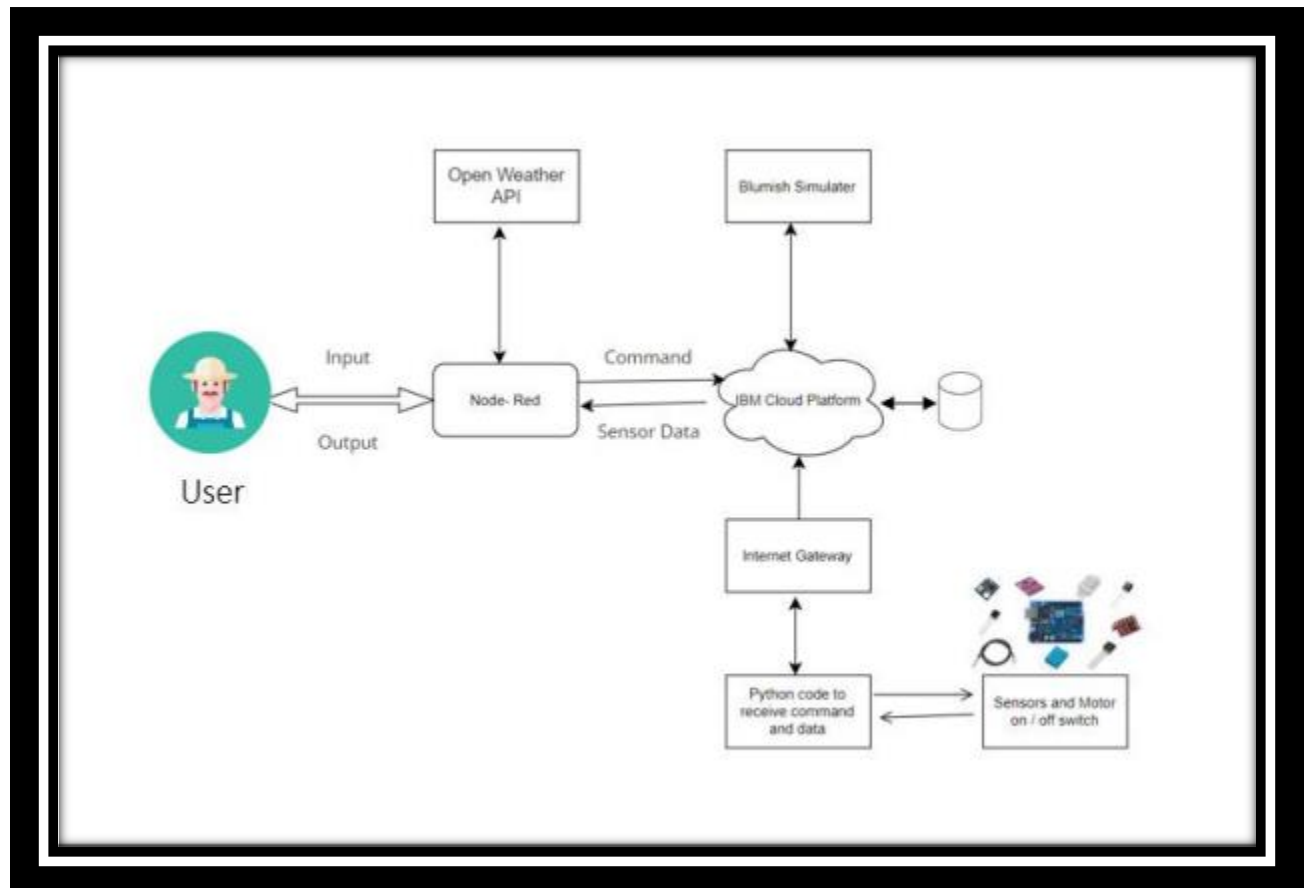 Open Weather
API
Blumish Simulater
Input
Command
Node- Red
IBM Cloud Platform
Output
Sensor Data
User
Internet Gateway
Python code to
receive command
and data
Sensors and Motor
on / off switch